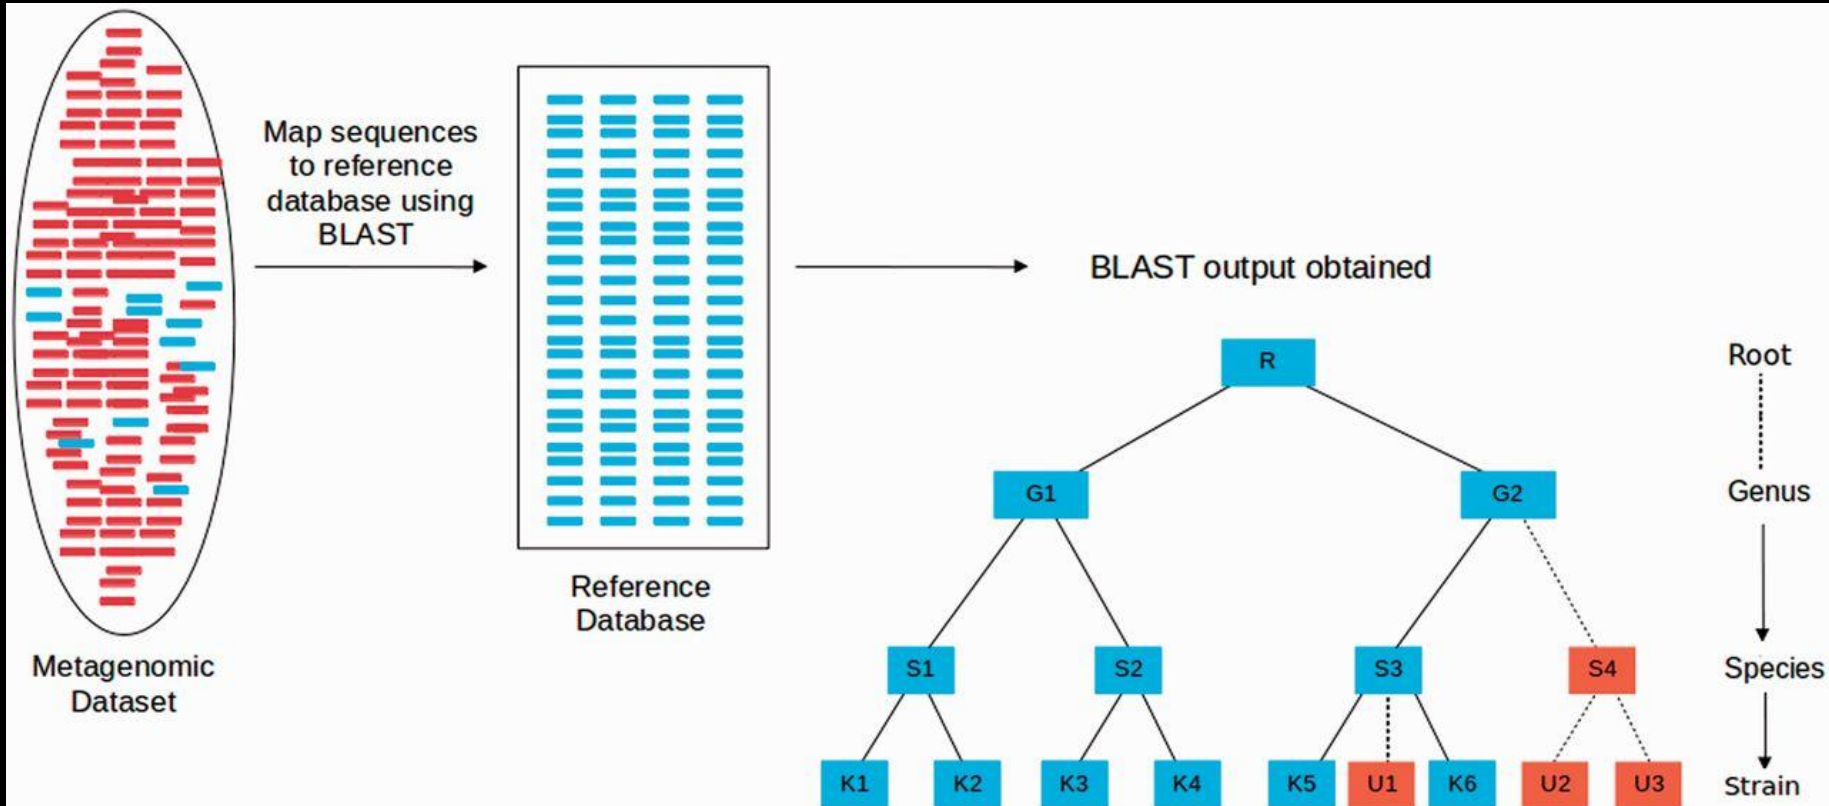 Map sequences
to reference
database using
BLAST
BLAST output obtained
Metagenomic
Dataset
Reference
Database
R
Root
G1
G2
Genus
S1
S2
S3
S4
Species
K1
K2
K3
K4
K5
U1
K6
U2
U3
Strain